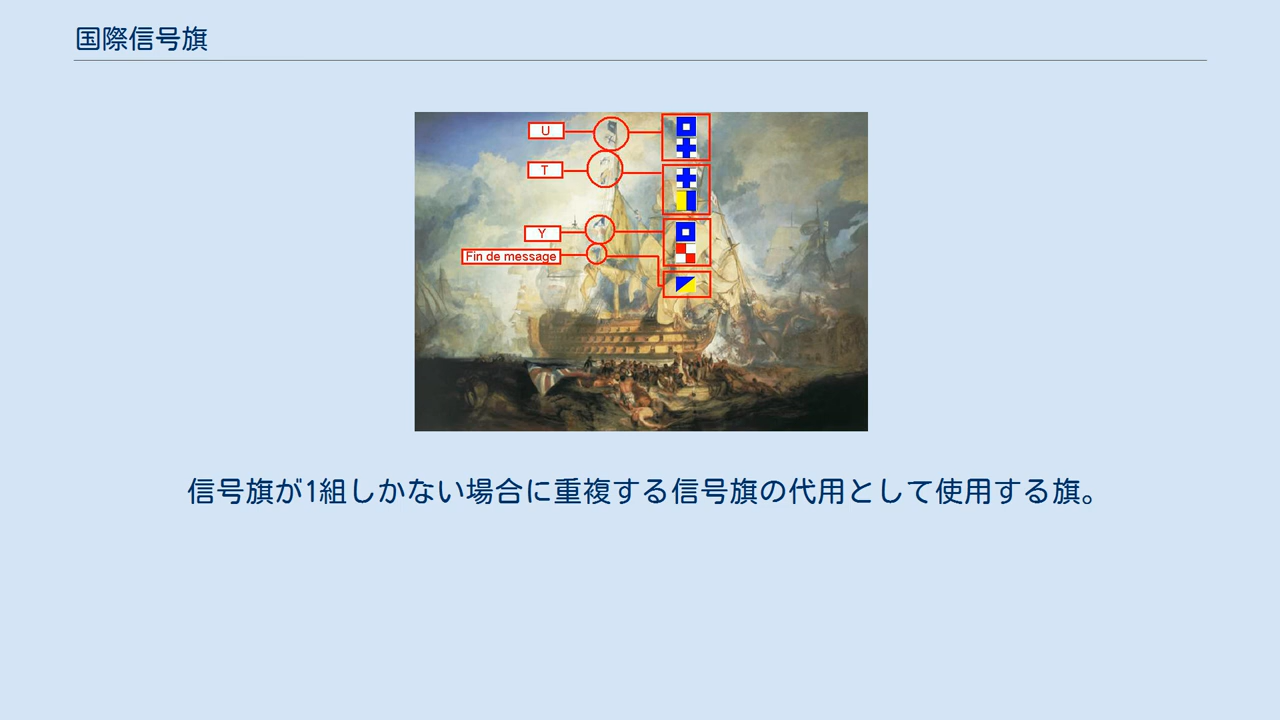 国際信号旗
U
T
Y
Fin de message
信号旗が1組しかない場合に重複する信号旗の代用として使用する旗。